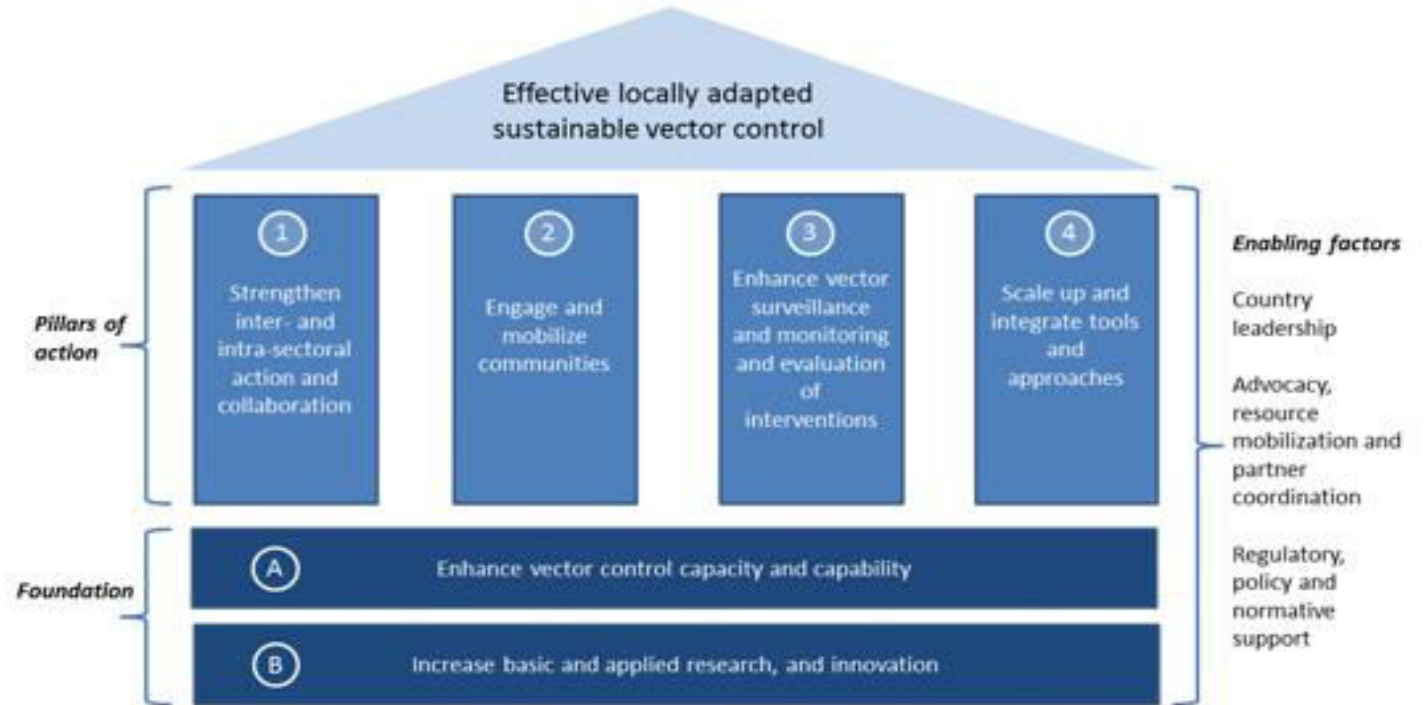 Effective locally adapted
sustainable vector control
Pillars of
action
1
Strengthen
inter- and
intra-sectoral
action and
collaboration
2
Engage and
mobilize
communities
3
Enhance vector
surveillance
and monitoring
and evaluation
of
interventions
4
Scale up and
integrate tools
and
approaches
Foundation
A
Enhance vector control capacity and capability
B
Increase basic and applied research, and innovation
Enabling factors
Country
leadership
Advocacy,
resource
mobilization and
partner
coordination
Regulatory,
policy and
normative
support